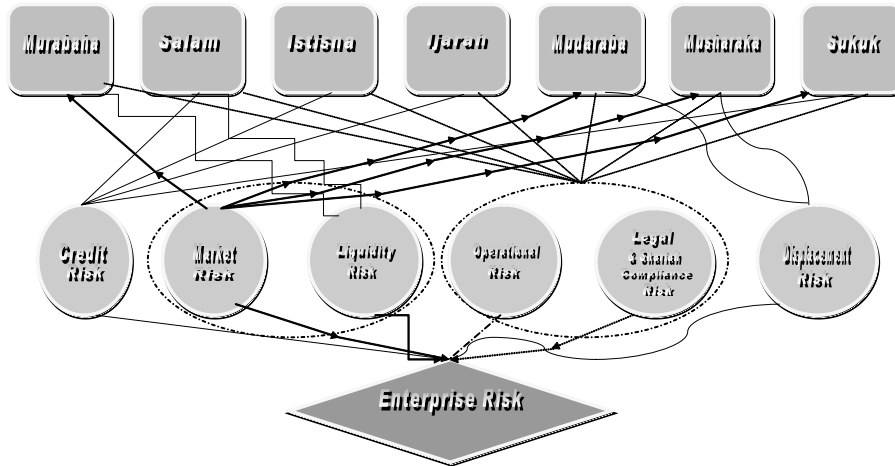 Murabaha
Salam
Istisna
Ijarah
Mudaraba
Musharaka
Sukuk
Credit
Risk
Market
Risk
Liquidity
Risk
Operational
Risk
Legal
& Shariah
Compliance
Risk
Displacement
Risk
Enterprise Risk